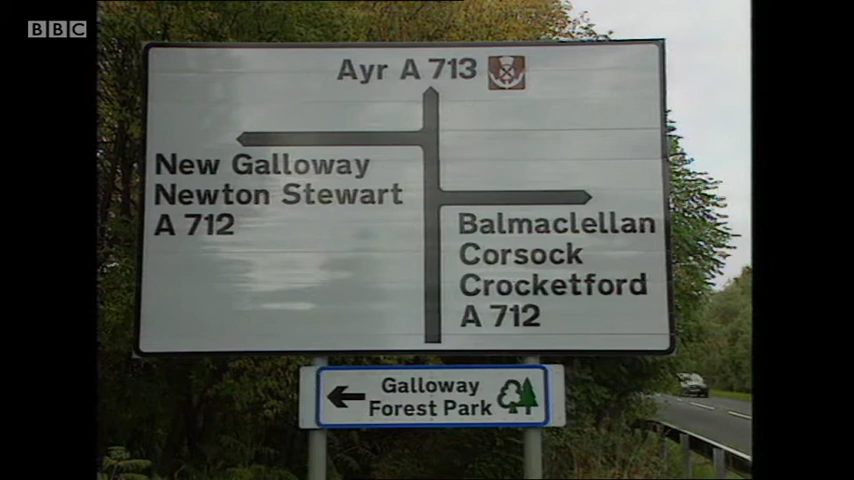 BBC
Ayr A 713
New Galloway
Newton Stewart
A 712
Balmaclellan
Corsock
Crocketford
A 712
Galloway
Forest Park